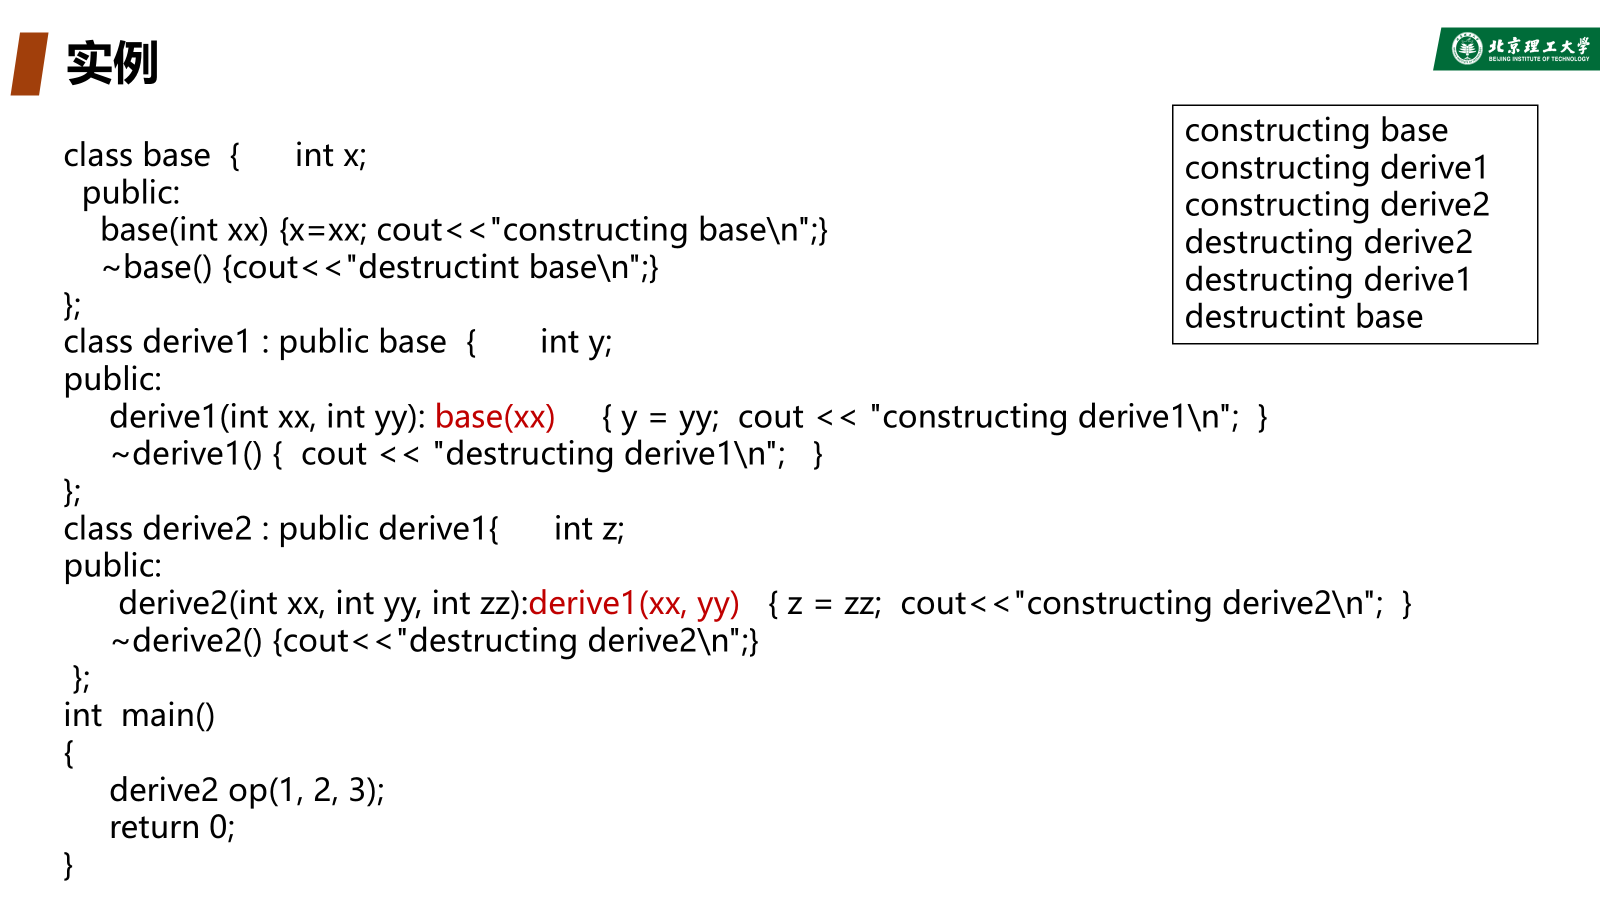 实例
北京理工大学
BEIJING INSTITUTE OF TECHNOLOGY
constructing base
constructing derive1
constructing derive2
destructing derive2
destructing derive1
destructint base
class base  {      int x;
  public:
    base(int xx) {x=xx; cout<<"constructing base\n";}
    ~base() {cout<<"destructint base\n";}
};
class derive1 : public base  {       int y;
public:
     derive1(int xx, int yy): base(xx)     { y = yy;  cout << "constructing derive1\n";  }
     ~derive1() {  cout << "destructing derive1\n";   }
};
class derive2 : public derive1{      int z;
public:
      derive2(int xx, int yy, int zz):derive1(xx, yy)   { z = zz;  cout<<"constructing derive2\n";  }
     ~derive2() {cout<<"destructing derive2\n";}
 };
int  main()
{
     derive2 op(1, 2, 3);
     return 0;
}